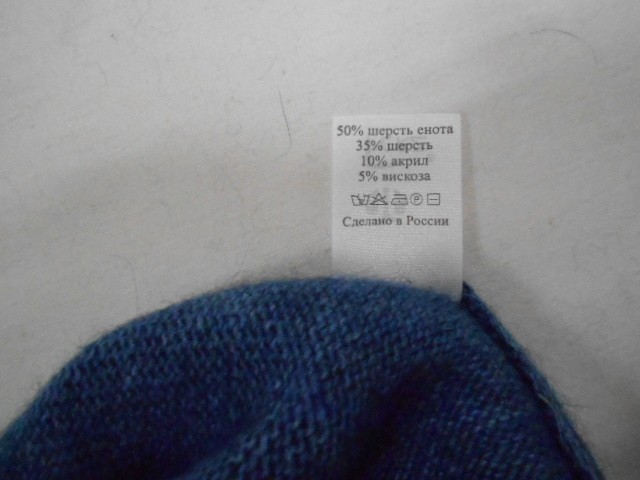 50% шерсть енота
35% шерсть
10% акрил
5% вискоза
Сделано в России